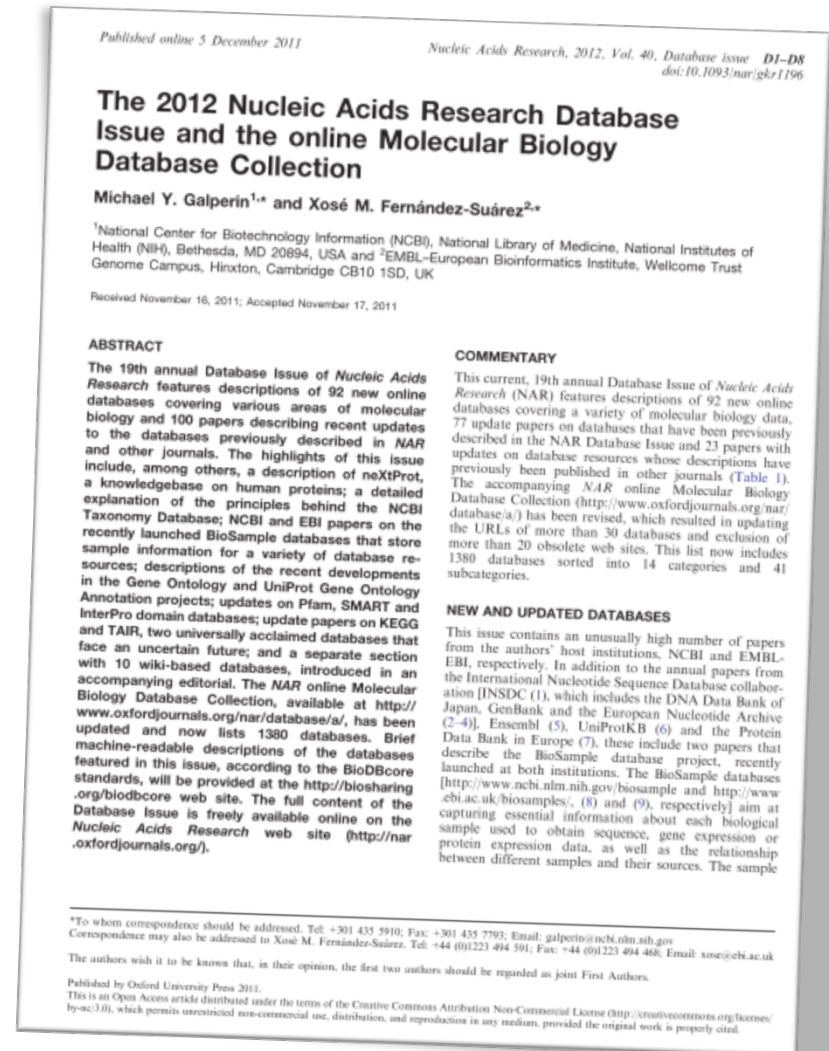 Published online 5 December 2011
Nucleic Acids Research, 2012, Vol. 40, Database issue D1–D8
doi:10.1093/nar/gkr1196
The 2012 Nucleic Acids Research Database
Issue and the online Molecular Biology
Database Collection
Michael Y. Galperin1,* and Xosé M. Fernández-Suárez2,*
1National Center for Biotechnology Information (NCBI), National Library of Medicine, National Institutes of
Health (NIH), Bethesda, MD 20894, USA and 2EMBL–European Bioinformatics Institute, Wellcome Trust
Genome Campus, Hinxton, Cambridge CB10 1SD, UK
Received November 16, 2011; Accepted November 17, 2011
ABSTRACT
The 19th annual Database Issue of Nucleic Acids
Research features descriptions of 92 new online
databases covering various areas of molecular
biology and 100 papers describing recent updates
to the databases previously described in NAR
and other journals. The highlights of this issue
include, among others, a description of neXtProt,
a knowledgebase on human proteins; a detailed
explanation of the principles behind the NCBI
Taxonomy Database; NCBI and EBI papers on the
recently launched BioSample databases that store
sample information for a variety of database re-
sources; descriptions of the recent developments
in the Gene Ontology and UniProt Gene Ontology
Annotation projects; updates on Pfam, SMART and
InterPro domain databases; update papers on KEGG
and TAIR, two universally acclaimed databases that
face an uncertain future; and a separate section
with 10 wiki-based databases, introduced in an
accompanying editorial. The NAR online Molecular
Biology Database Collection, available at http://
www.oxfordjournals.org/nar/database/a/, has been
updated and now lists 1380 databases. Brief
machine-readable descriptions of the databases
featured in this issue, according to the BioDBcore
standards, will be provided at the http://biosharing
.org/biodbcore web site. The full content of the
Database Issue is freely available online on the
Nucleic Acids Research web site (http://nar
.oxfordjournals.org/).
COMMENTARY
This current, 19th annual Database Issue of Nucleic Acids
Research (NAR) features descriptions of 92 new online
databases covering a variety of molecular biology data,
77 update papers on databases that have been previously
described in the NAR Database Issue and 23 papers with
updates on database resources whose descriptions have
previously been published in other journals (Table 1).
The accompanying NAR online Molecular Biology
Database Collection (http://www.oxfordjournals.org/nar/
database/a/) has been revised, which resulted in updating
the URLs of more than 30 databases and exclusion of
more than 20 obsolete web sites. This list now includes
1380 databases sorted into 14 categories and 41
subcategories.
NEW AND UPDATED DATABASES
This issue contains an unusually high number of papers
from the authors' host institutions, NCBI and EMBL-
EBI, respectively. In addition to the annual papers from
the International Nucleotide Sequence Database collabor-
ation [INSDC (1), which includes the DNA Data Bank of
Japan, GenBank and the European Nucleotide Archive
(2–4)], Ensembl (5), UniProtKB (6) and the Protein
Data Bank in Europe (7), these include two papers that
describe the BioSample database project, recently
launched at both institutions. The BioSample databases
[http://www.ncbi.nlm.nih.gov/biosample and http://www
.ebi.ac.uk/biosamples/, (8) and (9), respectively] aim at
capturing essential information about each biological
sample used to obtain sequence, gene expression or
protein expression data, as well as the relationship
between different samples and their sources. The sample
*To whom correspondence should be addressed. Tel: +301 435 5910; Fax: +301 435 7793; Email: galperin@ncbi.nlm.nih.gov
Correspondence may also be addressed to Xosé M. Fernández-Suárez. Tel: +44 (0)1223 494 591; Fax: +44 (0)1223 494 468; Email: xose@ebi.ac.uk
The authors wish it to be known that, in their opinion, the first two authors should be regarded as joint First Authors.
Published by Oxford University Press 2011.
This is an Open Access article distributed under the terms of the Creative Commons Attribution Non-Commercial License (http://creativecommons.org/licenses/
by-nc/3.0), which permits unrestricted non-commercial use, distribution, and reproduction in any medium, provided the original work is properly cited.